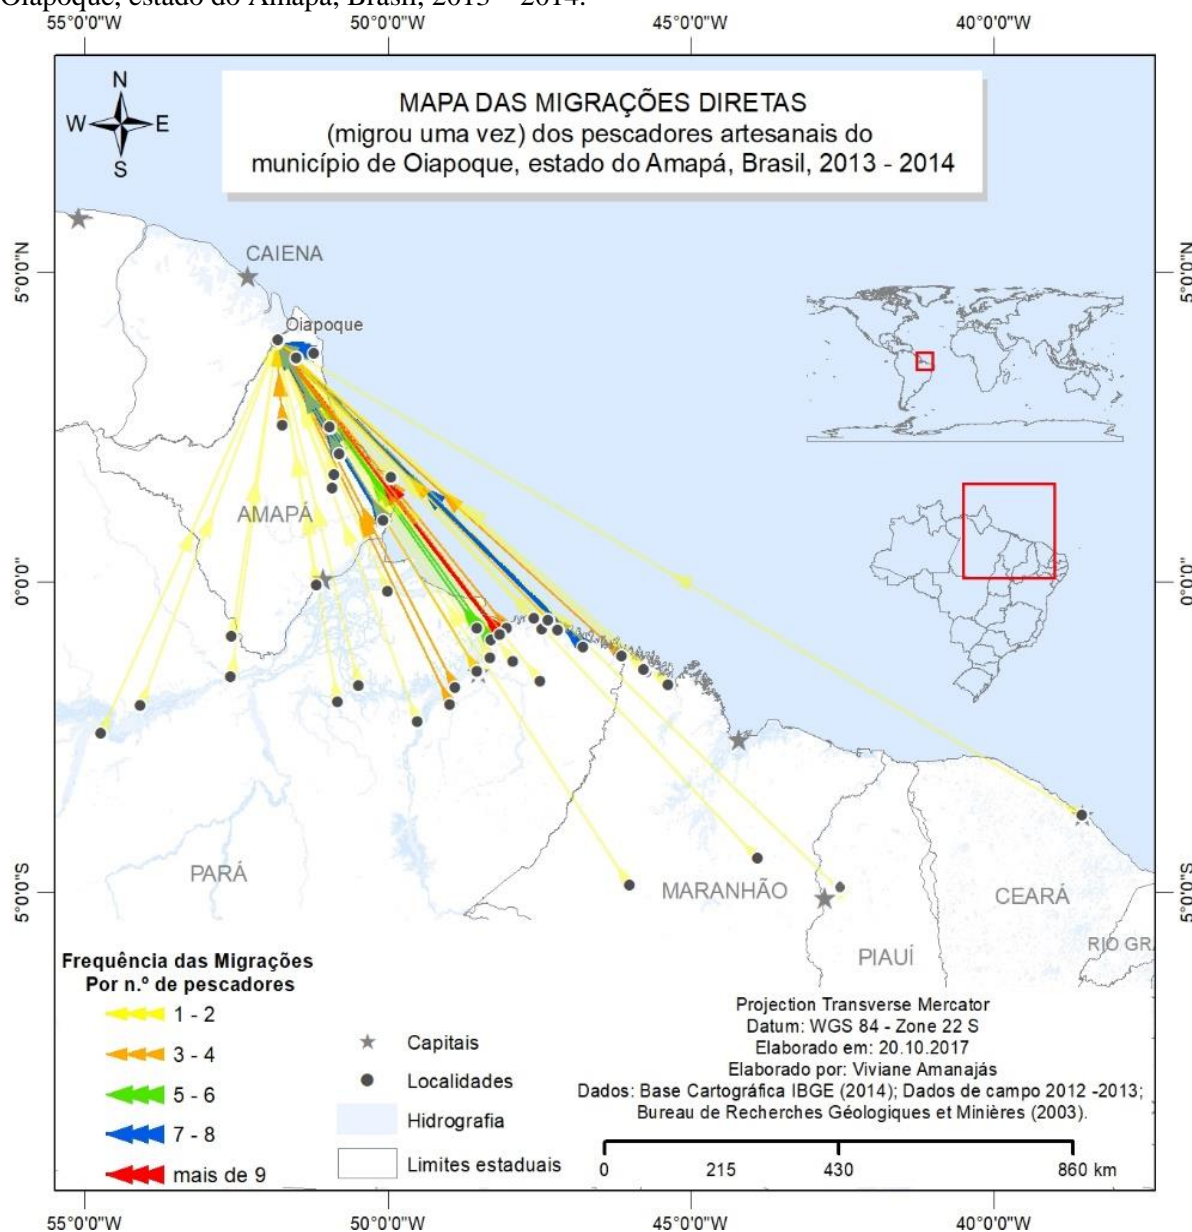 Oiapoque, estado do Amapá, Brasil, 2013 – 2014.
55°0'0"W 50°0'0"W 45°0'0"W 40°0'0"W
N
W E
S
MAPA DAS MIGRAÇÕES DIRETAS
(migrou uma vez) dos pescadores artesanais do
município de Oiapoque, estado do Amapá, Brasil, 2013 - 2014
5°0'0"N 5°0'0"N
CAIENA
Oiapoque
AMAPÁ
0°0'0" 0°0'0"
PARÁ
MARANHÃO
CEARÁ
5°0'0"S 5°0'0"S
PIAUÍ
RIO GR
Frequência das Migrações
Por n.º de pescadores
1 - 2
3 - 4
5 - 6
7 - 8
mais de 9
Capitais
Localidades
Hidrografia
Limites estaduais
Projection Transverse Mercator
Datum: WGS 84 - Zone 22 S
Elaborado em: 20.10.2017
Elaborado por: Viviane Amanajás
Dados: Base Cartográfica IBGE (2014); Dados de campo 2012 -2013;
Bureau de Recherches Géologiques et Minières (2003).
0 215 430 860 km
55°0'0"W 50°0'0"W 45°0'0"W 40°0'0"W